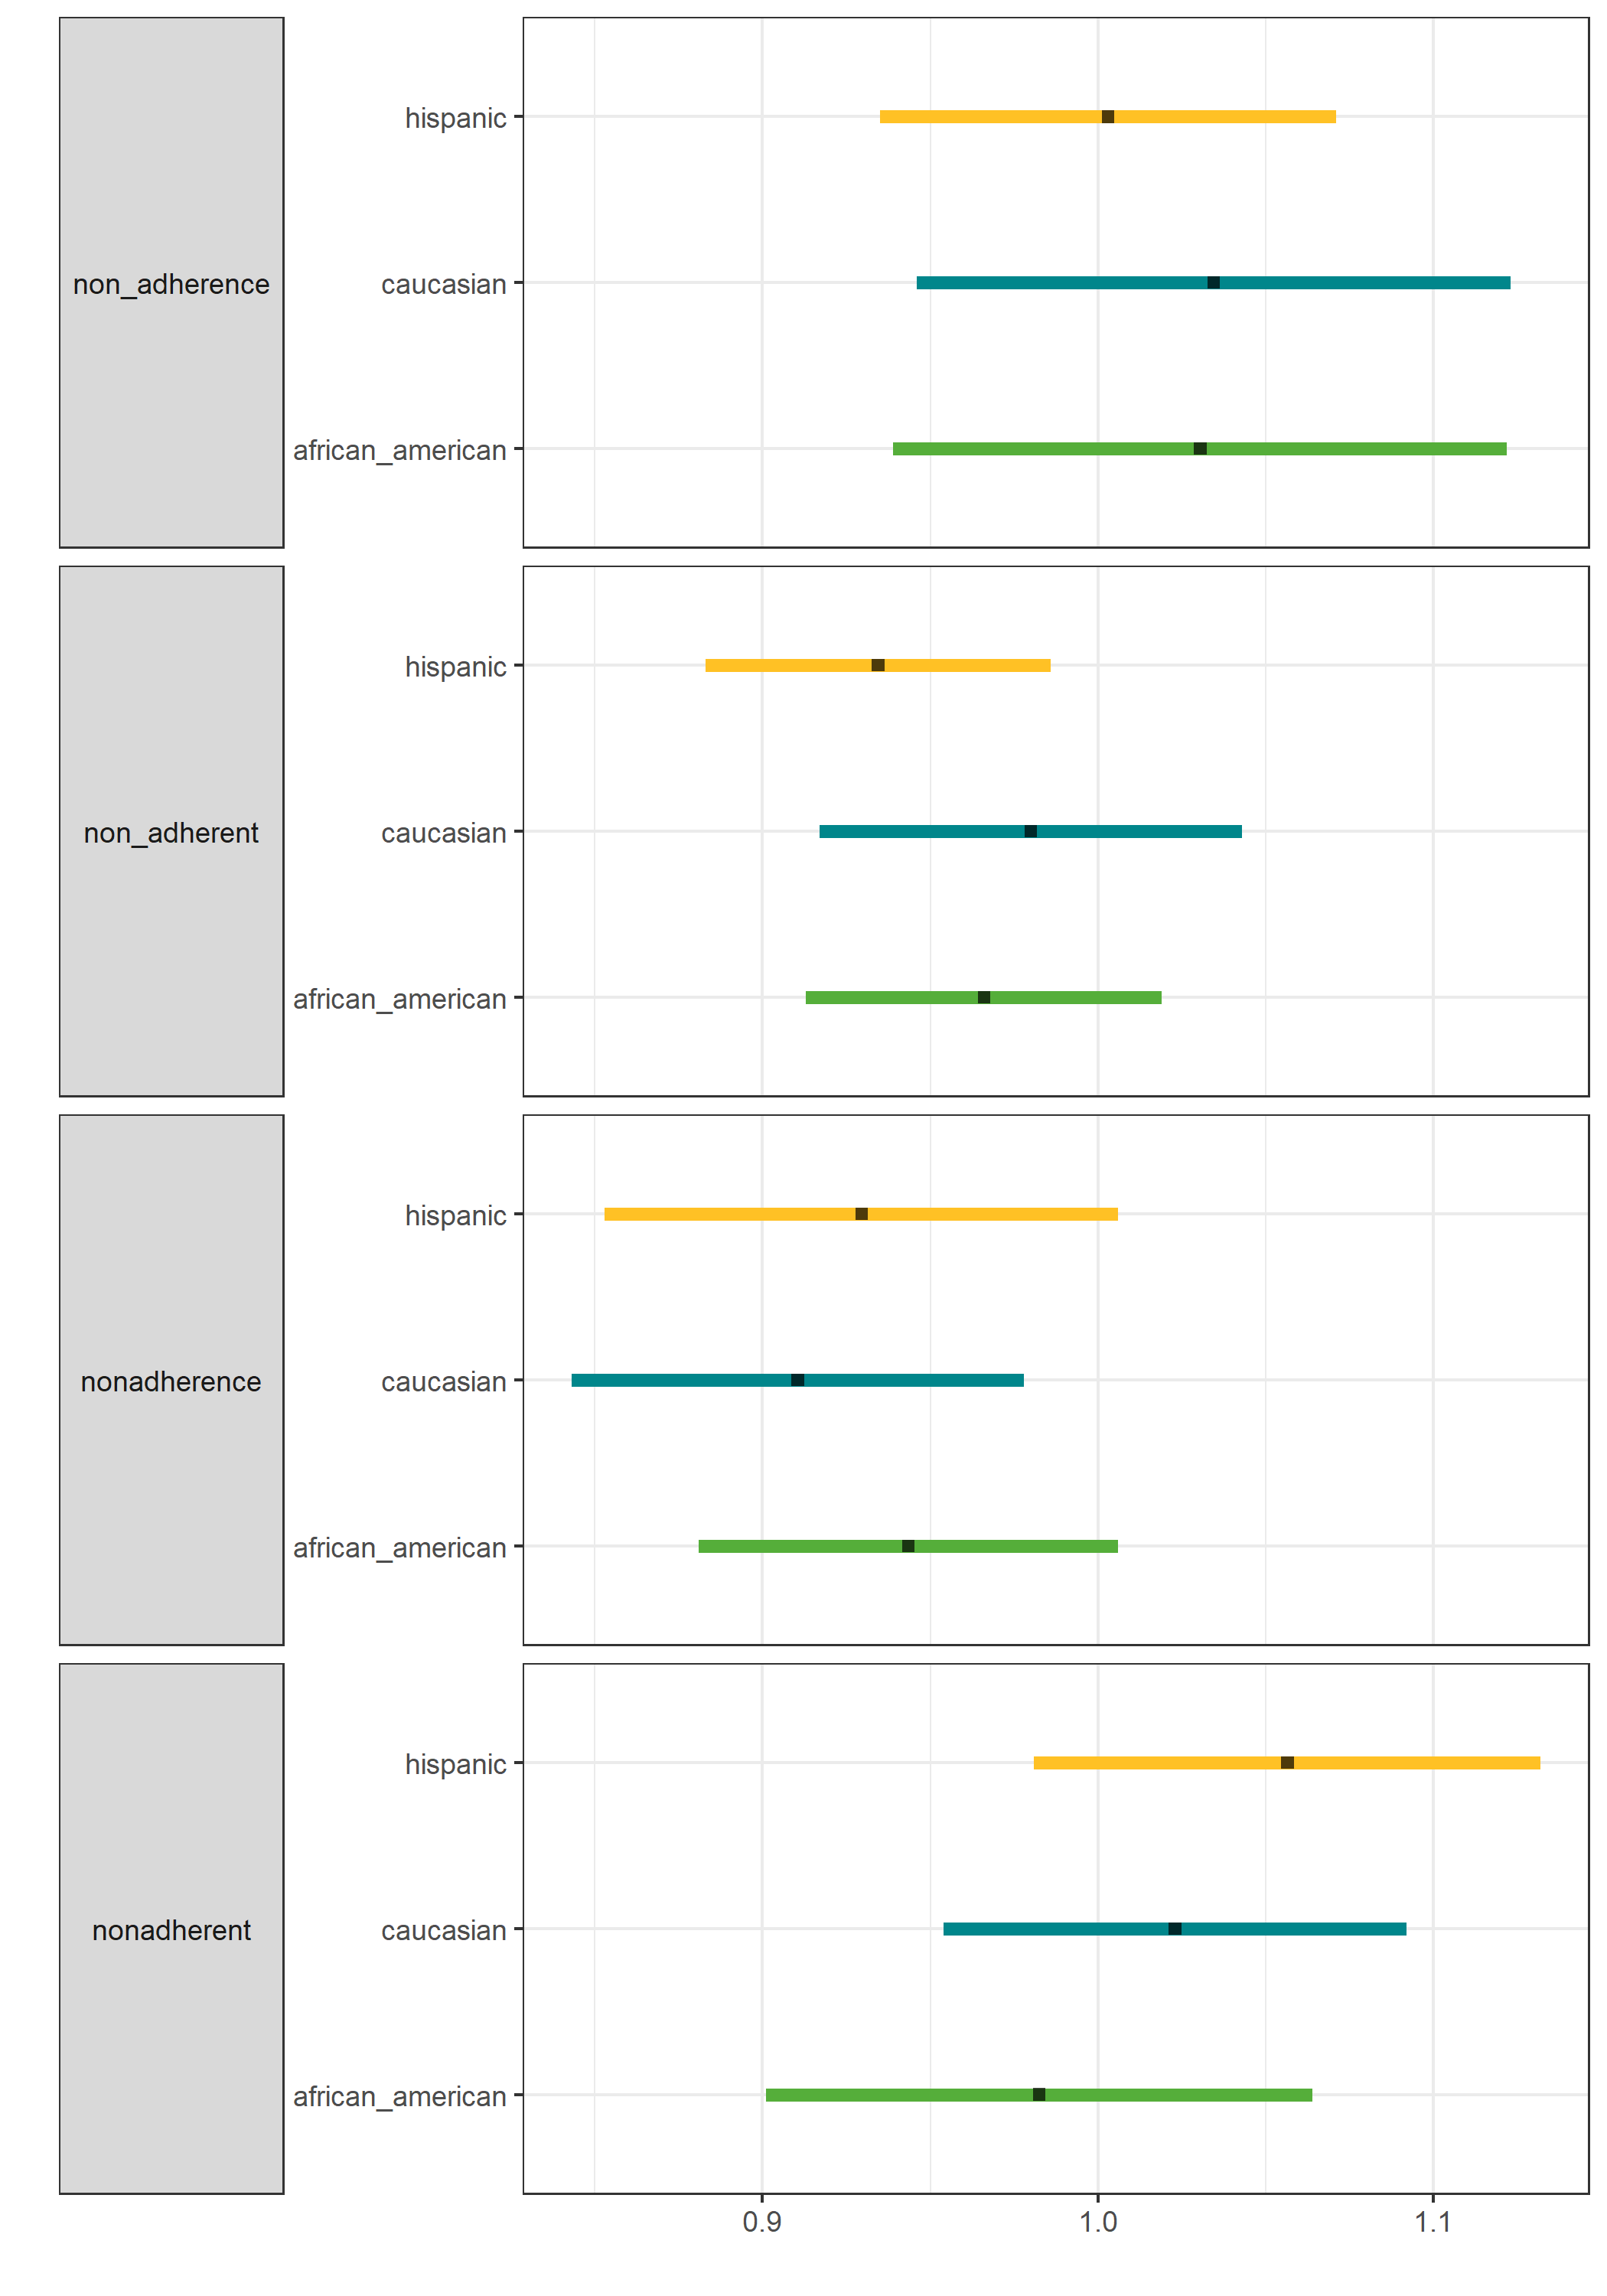 hispanic
non_adherence
caucasian
african_american
hispanic
non_adherent
caucasian
african_american
hispanic
nonadherence
caucasian
african_american
hispanic
nonadherent
caucasian
african_american
0.9
1.0
1.1